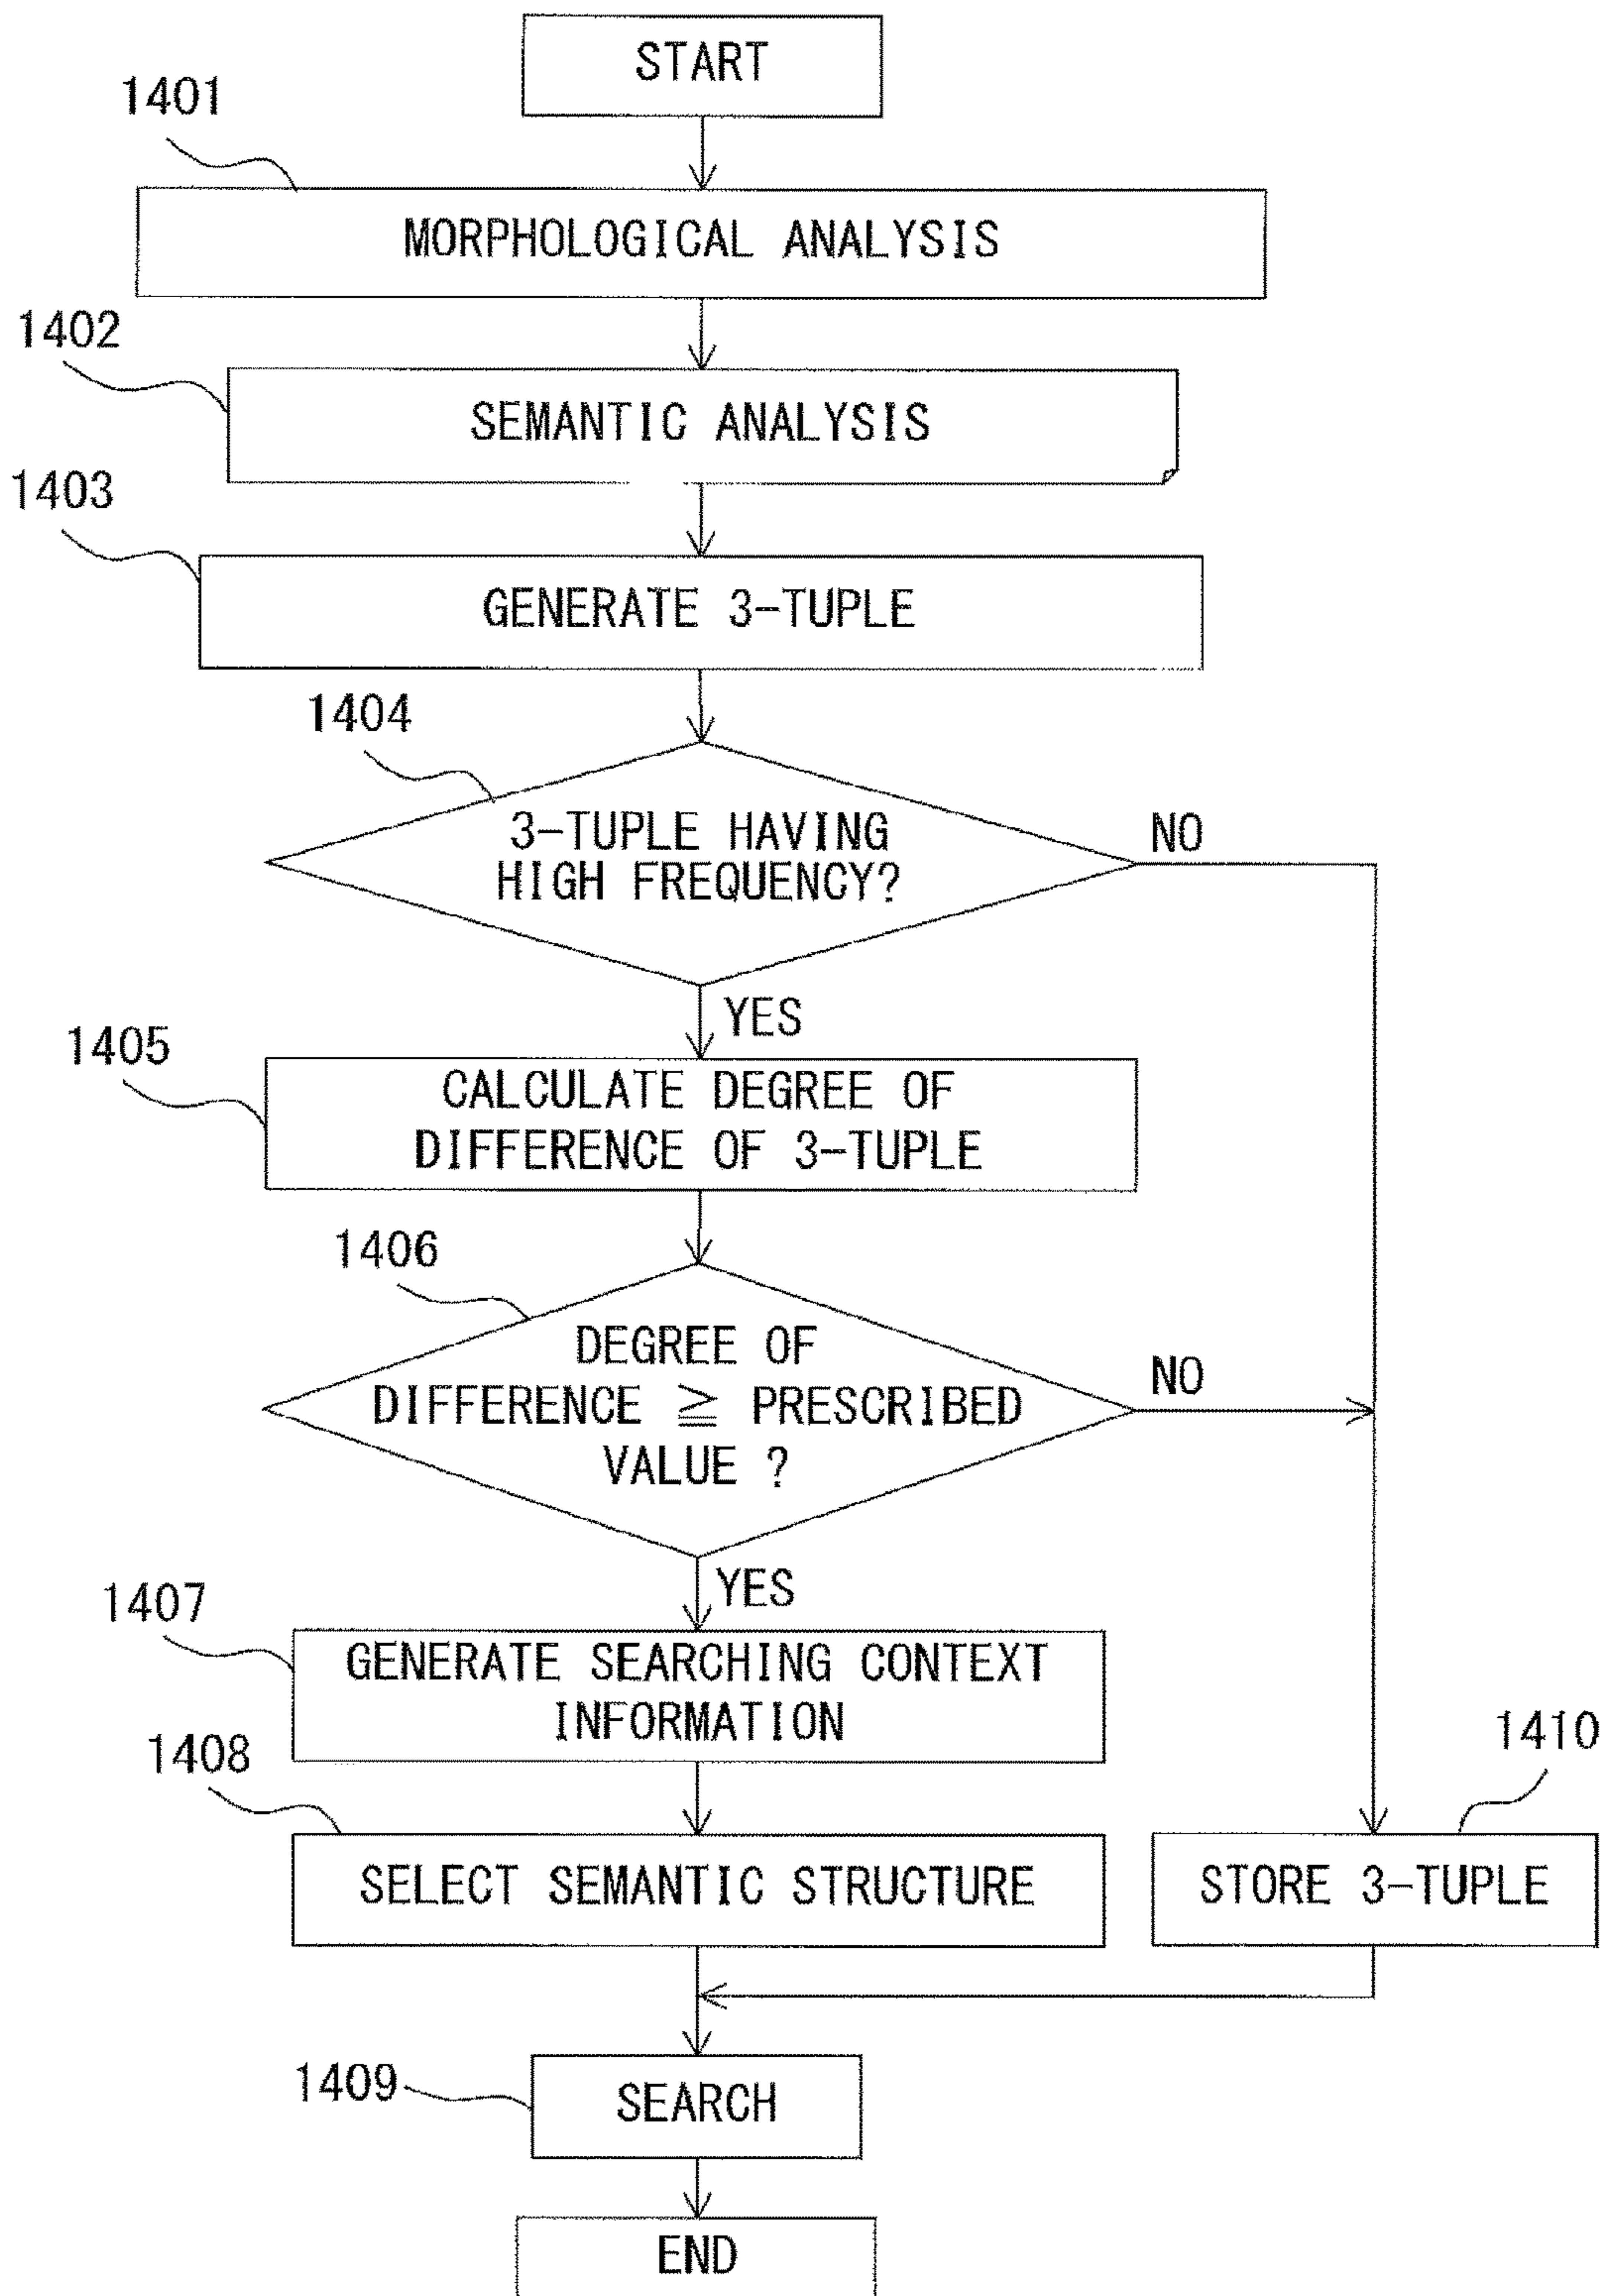 START
1401
MORPHOLOGICAL ANALYSIS
1402
SEMANTIC ANALYSIS
1403
GENERATE 3-TUPLE
1404
3-TUPLE HAVING
HIGH FREQUENCY?
NO
YES
1405
CALCULATE DEGREE OF
DIFFERENCE OF 3-TUPLE
1406
DEGREE OF
DIFFERENCE ≧ PRESCRIBED
VALUE ?
NO
YES
1407
GENERATE SEARCHING CONTEXT
INFORMATION
1408
SELECT SEMANTIC STRUCTURE
1410
STORE 3-TUPLE
1409
SEARCH
END